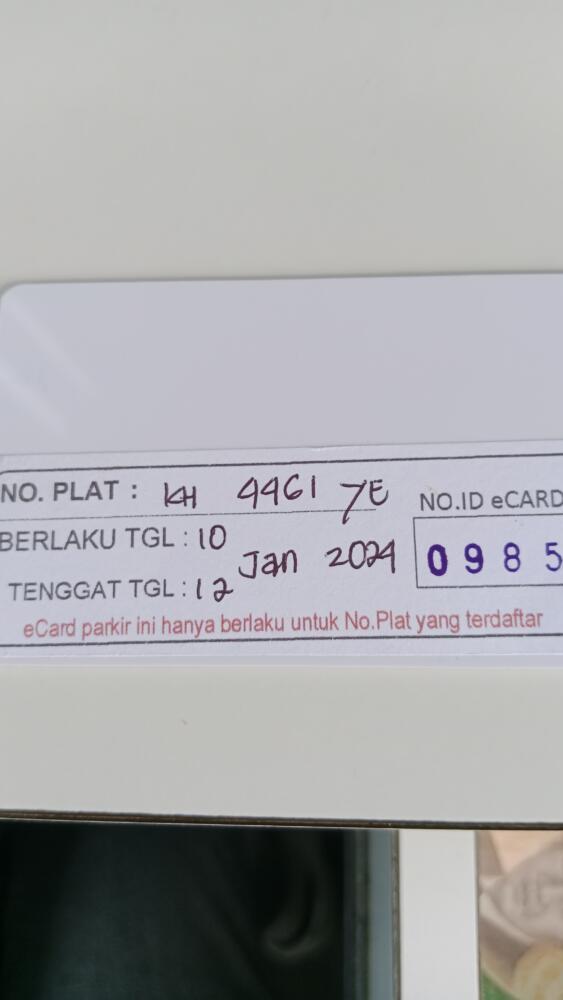 NO. PLAT : KH 4461 YE
NO.ID eCARD
BERLAKU TGL : 10
Jan 2024
0985
TENGGAT TGL : 12
eCard parkir ini hanya berlaku untuk No.Plat yang terdaftar